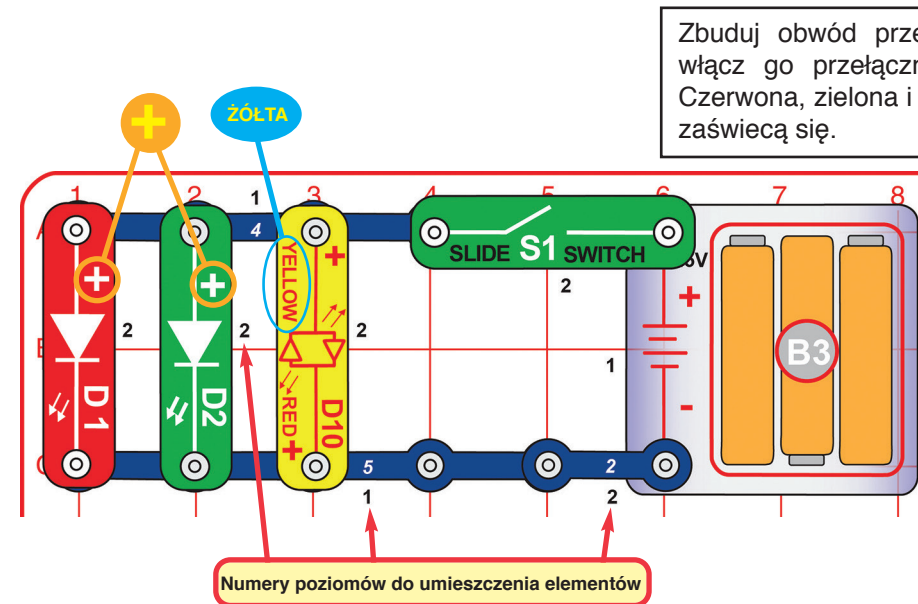 Zbuduj obwód prze
włącz go przełączn
Czerwona, zielona i
zaświecą się.
ŻÓŁTA
1 2 3 4 5 6 7 8
A
B
C
1
4
YELLOW
+
SLIDE S1 SWITCH
V
2
2
2
2
1
+
-
B3
D1
D2
RED+
D10
5
2
1
2
Numery poziomów do umieszczenia elementów